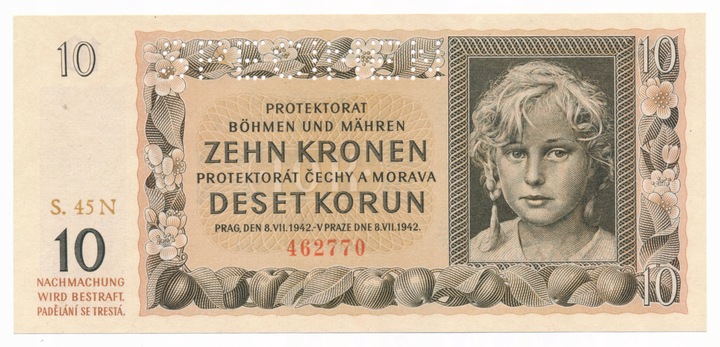 10
10
PROTEKTORAT
BÖHMEN UND MÄHREN
ZEHN KRONEN
PROTEKTORÁT ČECHY A MORAVA
DESET KORUN
PRAG, DEN 8.VII.1942.-V PRAZE DNE 8.VII.1942.
462770
S. 45 N
10
NACHMACHUNG
WIRD BESTRAFT.
PADĚLÁNÍ SE TRESTÁ.
10